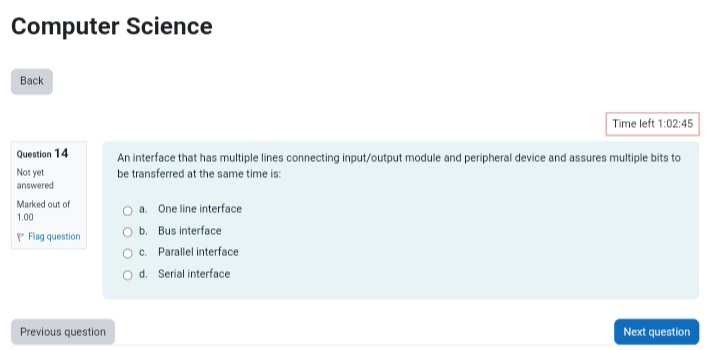 Computer Science
Back
Time left 1:02:45
Question 14
Not yet
answered
Marked out of
1.00
Flag question
An interface that has multiple lines connecting input/output module and peripheral device and assures multiple bits to
be transferred at the same time is:
a. One line interface
b. Bus interface
c. Parallel interface
d. Serial interface
Previous question
Next question